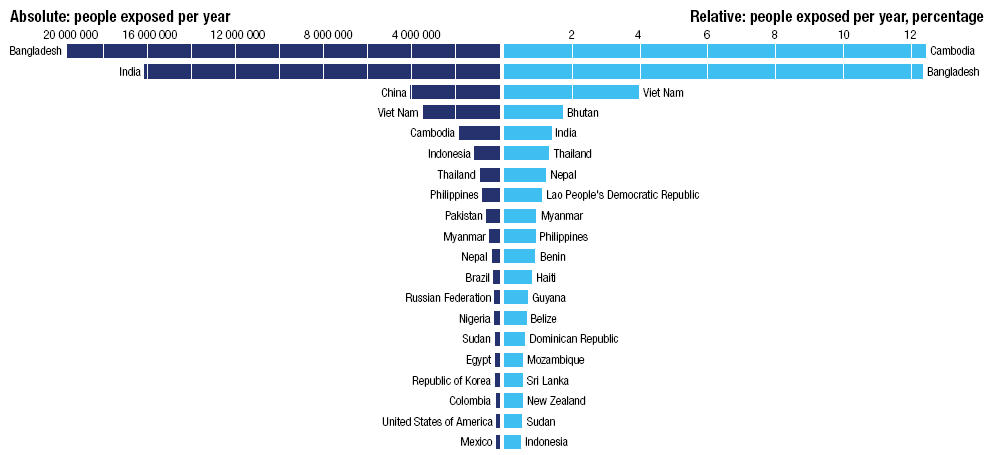 Absolute: people exposed per year
Relative: people exposed per year, percentage
20 000 000 16 000 000 12 000 000 8 000 000 4 000 000 2 4 6 8 10 12
Bangladesh Cambodia
India Bangladesh
China Viet Nam
Viet Nam Bhutan
Cambodia India
Indonesia Thailand
Thailand Nepal
Philippines Lao People's Democratic Republic
Pakistan Myanmar
Myanmar Philippines
Nepal Benin
Brazil Haiti
Russian Federation Guyana
Nigeria Belize
Sudan Dominican Republic
Egypt Mozambique
Republic of Korea Sri Lanka
Colombia New Zealand
United States of America Sudan
Mexico Indonesia